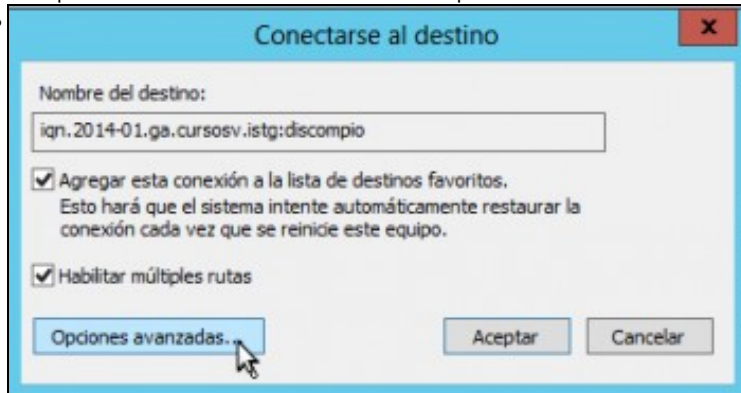 Conectarse al destino
x
Nombre del destino:
iqn.2014-01.ga.cursosv.istg:discompio
Agregar esta conexión a la lista de destinos favoritos.
Esto hará que el sistema intente automáticamente restaurar la
conexión cada vez que se reinicie este equipo.
Habilitar múltiples rutas
Opciones avanzadas... Aceptar Cancelar